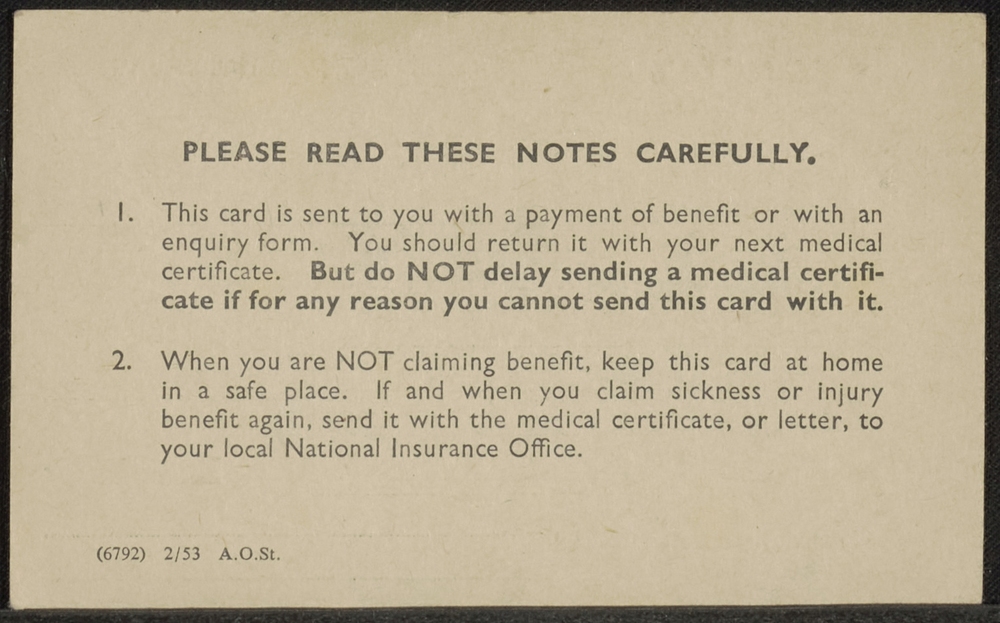 PLEASE READ THESE NOTES CAREFULLY.
1. This card is sent to you with a payment of benefit or with an
enquiry form. You should return it with your next medical
certificate. But do NOT delay sending a medical certifi-
cate if for any reason you cannot send this card with it.
2. When you are NOT claiming benefit, keep this card at home
in a safe place. If and when you claim sickness or injury
benefit again, send it with the medical certificate, or letter, to
your local National Insurance Office.
(6792) 2/53 A.O.St.